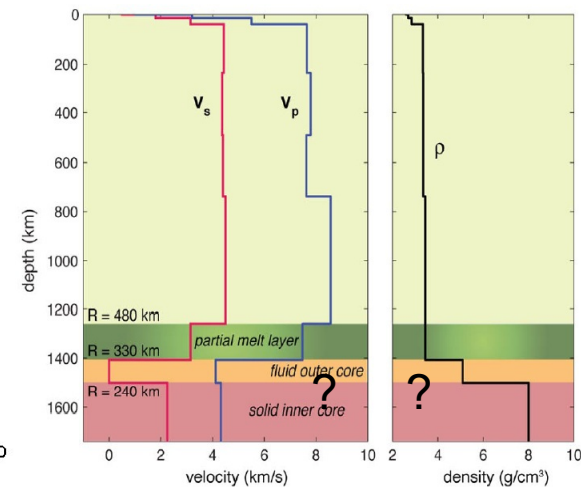 0
200
400
600
800
1000
1200
1400
1600
depth (km)
Vs
Vp
R = 480 km
partial melt layer
R = 330 km
fluid outer core
R = 240 km
solid inner core
?
0 2 4 6 8 10
velocity (km/s)
ρ
?
2 4 6 8 10
density (g/cm³)